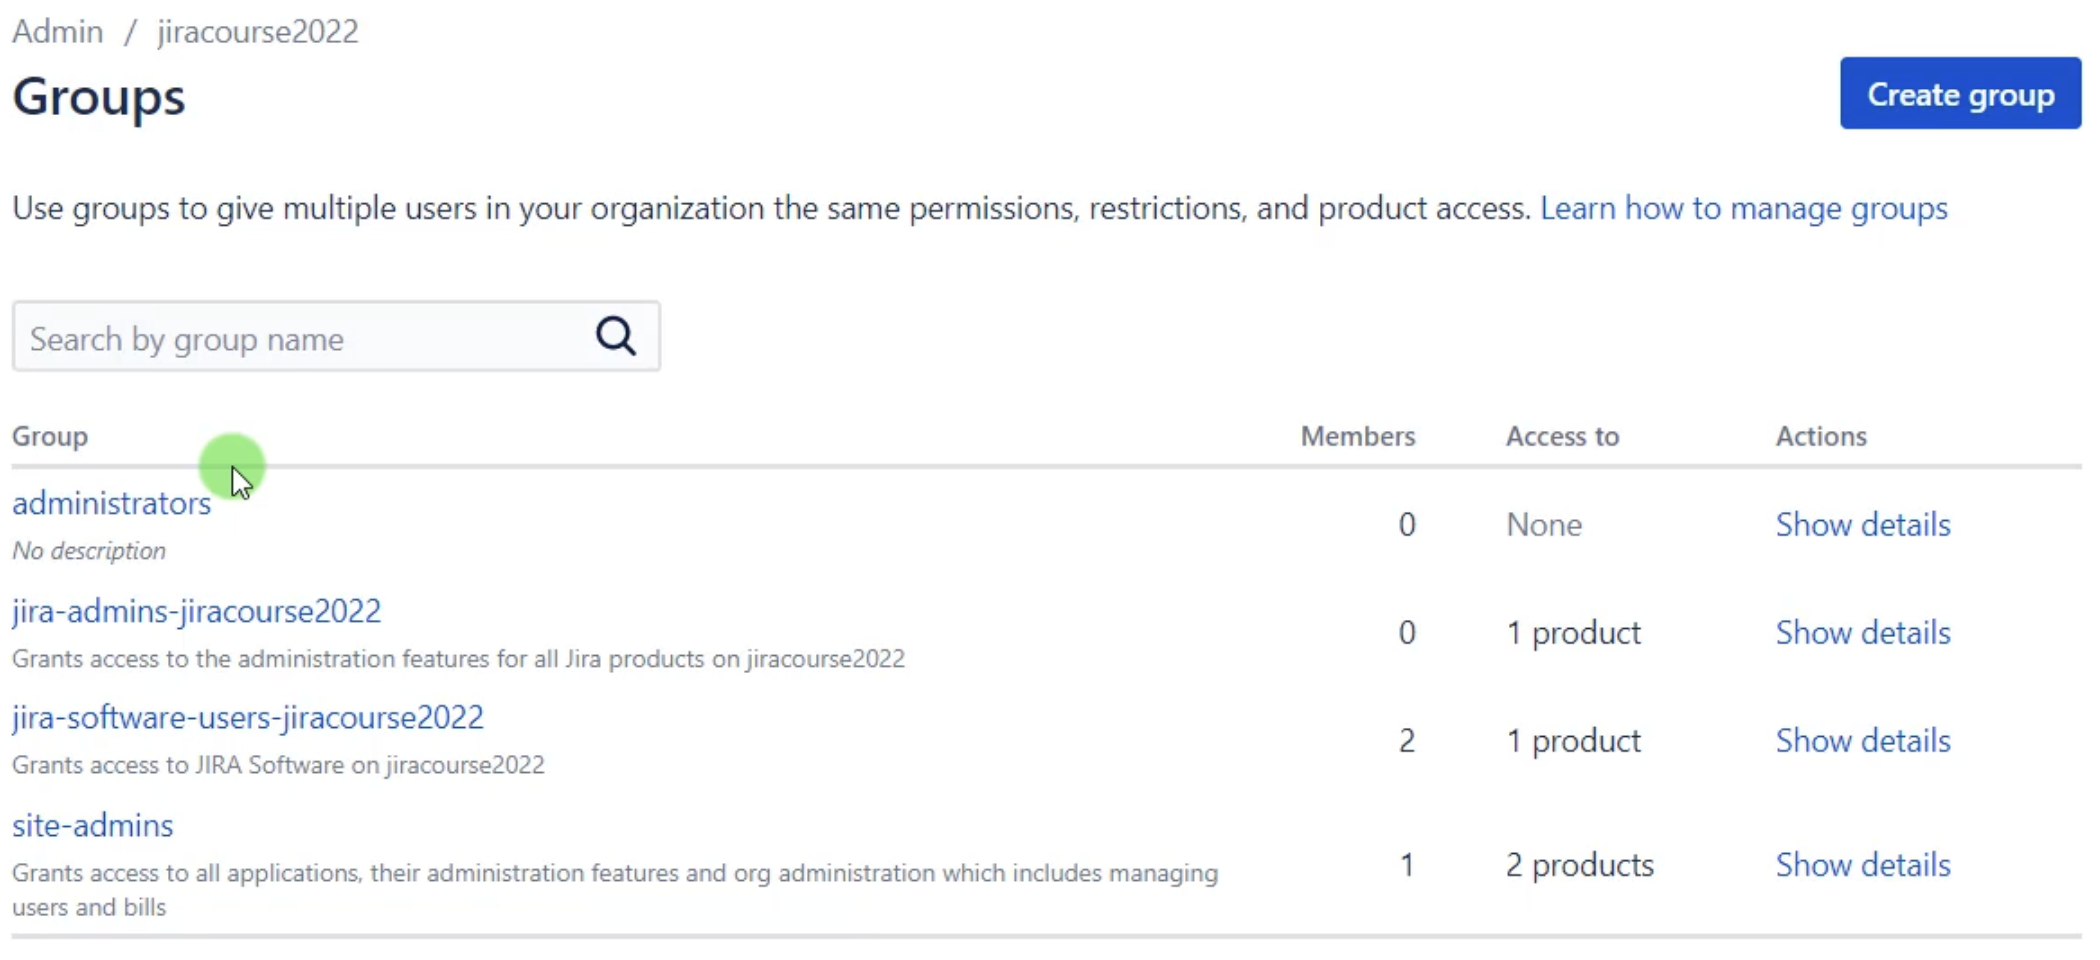 Admin / jiracourse2022
Groups
Create group
Use groups to give multiple users in your organization the same permissions, restrictions, and product access. Learn how to manage groups
Search by group name
Group Members Access to Actions
administrators
No description
0 None Show details
jira-admins-jiracourse2022
Grants access to the administration features for all Jira products on jiracourse2022
0 1 product Show details
jira-software-users-jiracourse2022
Grants access to JIRA Software on jiracourse2022
2 1 product Show details
site-admins
Grants access to all applications, their administration features and org administration which includes managing
users and bills
1 2 products Show details